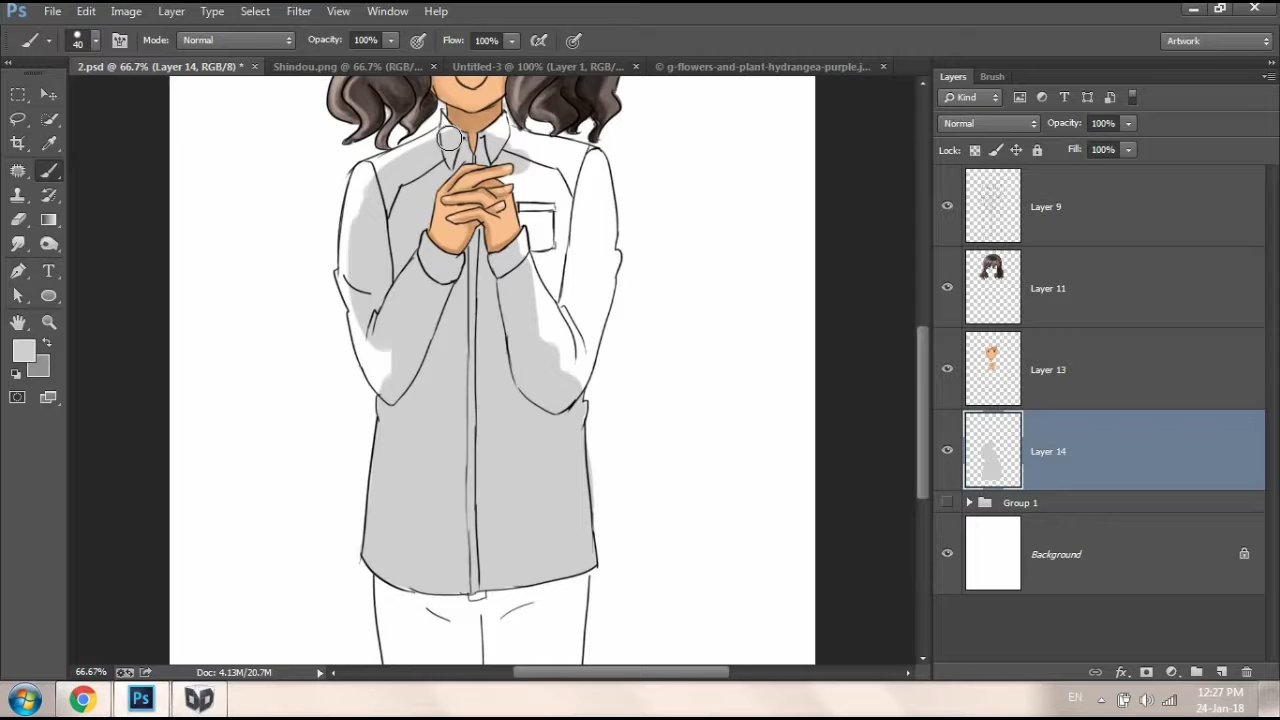 Ps File Edit Image Layer Type Select Filter View Window Help
40 Mode: Normal Opacity: 100% Flow: 100% Artwork
2.psd @ 66.7% (Layer 14, RGB/8) * Shindou.png @ 66.7% (RGB/... Untitled-3 @ 100% (Layer 1, RGB/... © g-flowers-and-plant-hydrangea-purple.j...
Layers Brush
Kind
Normal Opacity: 100%
Lock: Fill: 100%
Layer 9
Layer 11
Layer 13
Layer 14
Group 1
Background
66.67% Doc: 4.13M/20.7M
Ps EN 12:27 PM
24-Jan-18